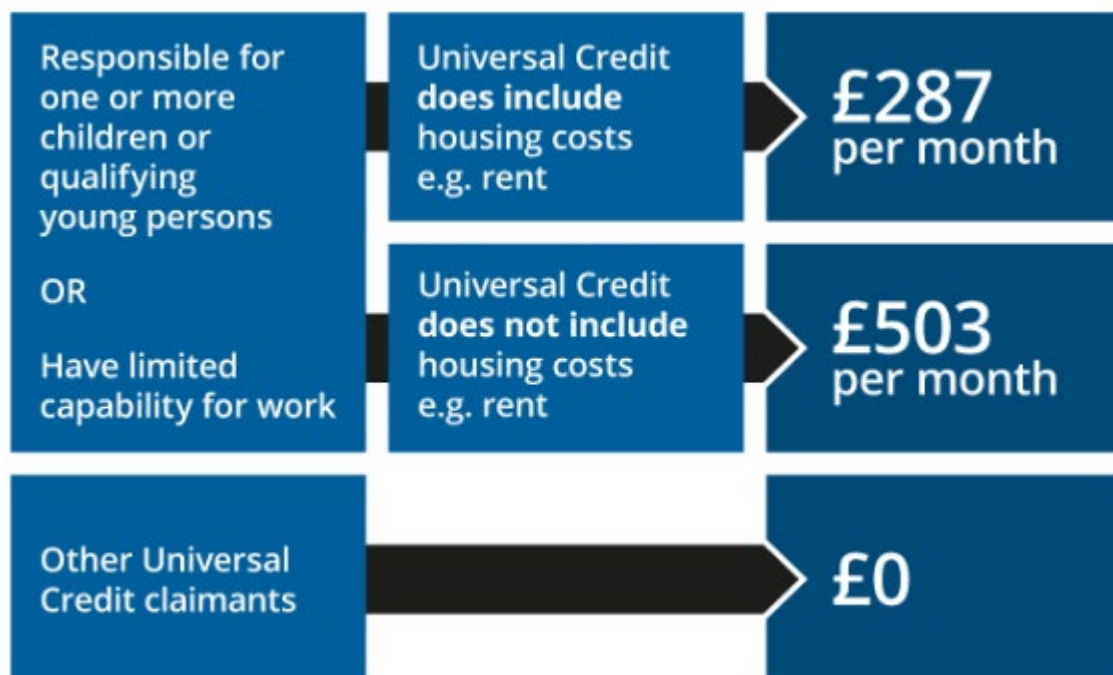 Responsible for
one or more
children or
qualifying
young persons
OR
Have limited
capability for work
Universal Credit
does include
housing costs
e.g. rent
£287
per month
Universal Credit
does not include
housing costs
e.g. rent
£503
per month
Other Universal
Credit claimants
£0